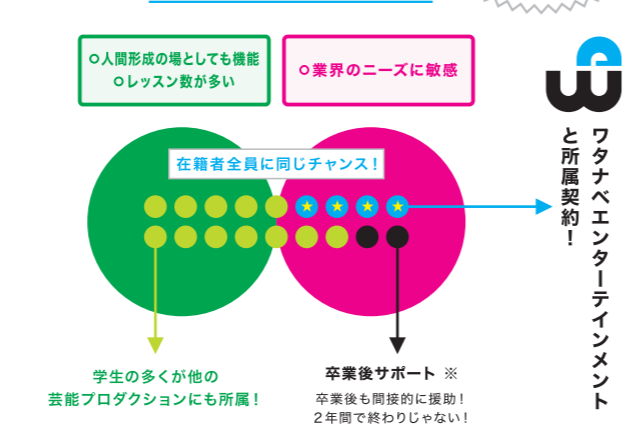 ○人間形成の場としても機能
○レッスン数が多い
○業界のニーズに敏感
在籍者全員に同じチャンス！
ワタナベエンターテインメント
と所属契約！
学生の多くが他の
芸能プロダクションにも所属！
卒業後サポート ※
卒業後も間接的に援助！
2年間で終わりじゃない！